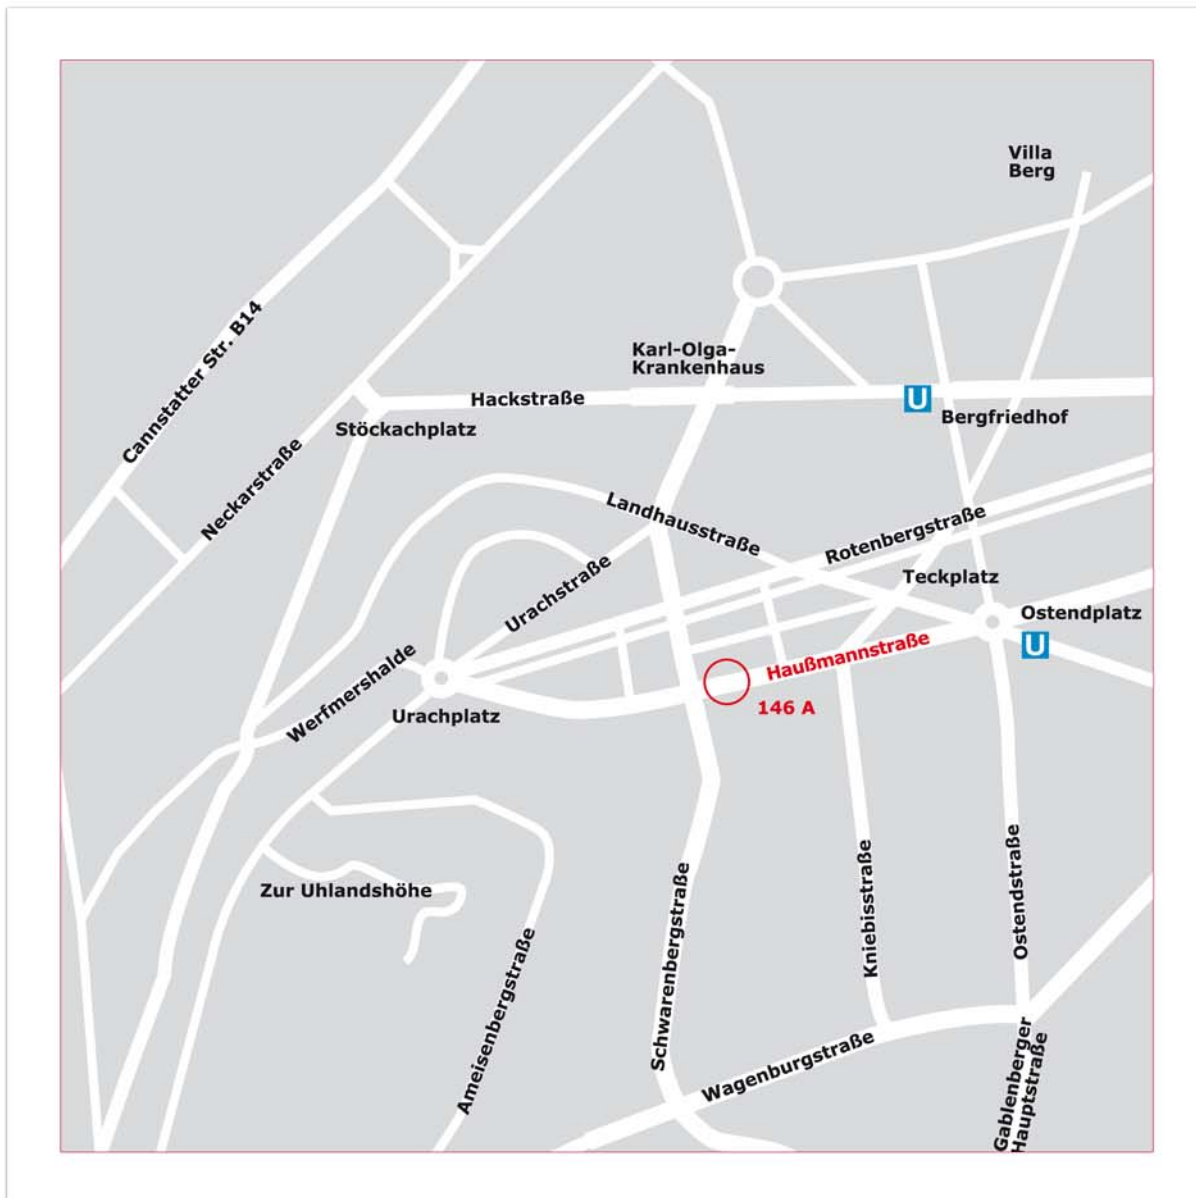 Villa
Berg
Cannstatter Str. B14
Karl-Olga-
Krankenhaus
Hackstraße
U
Bergfriedhof
Stöckachplatz
Neckarstraße
Landhausstraße
Rotenbergstraße
Urachstraße
Teckplatz
Ostendplatz
U
Haußmannstraße
146 A
Werfmershalde
Urachplatz
Zur Uhlandshöhe
Ameisenbergstraße
Schwarenbergstraße
Kniebisstraße
Ostendstraße
Wagenburgstraße
Gablenberger
Hauptstraße